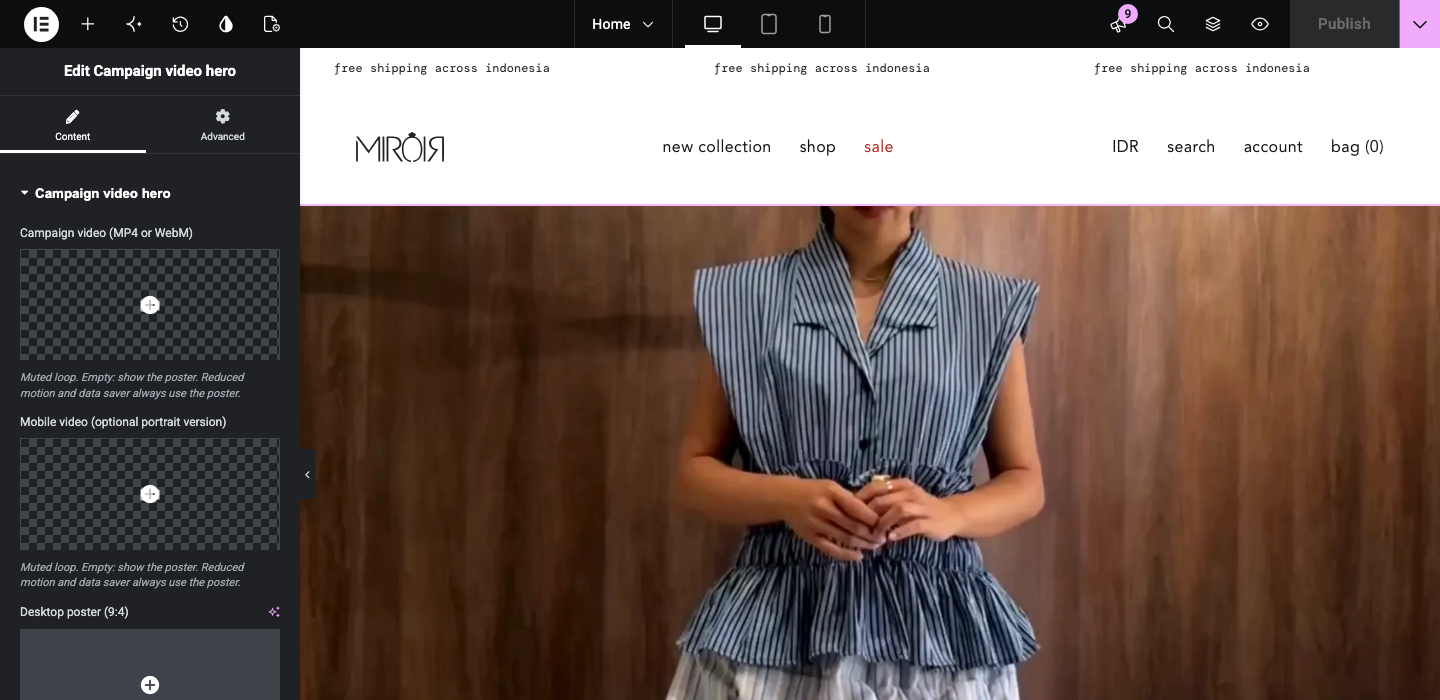 Home
9
Publish
Edit Campaign video hero
Content
Advanced
Campaign video hero
Campaign video (MP4 or WebM)
Muted loop. Empty: show the poster. Reduced
motion and data saver always use the poster.
Mobile video (optional portrait version)
Muted loop. Empty: show the poster. Reduced
motion and data saver always use the poster.
Desktop poster (9:4)
free shipping across indonesia
free shipping across indonesia
free shipping across indonesia
MIROIR
new collection
shop
sale
IDR
search
account
bag (0)